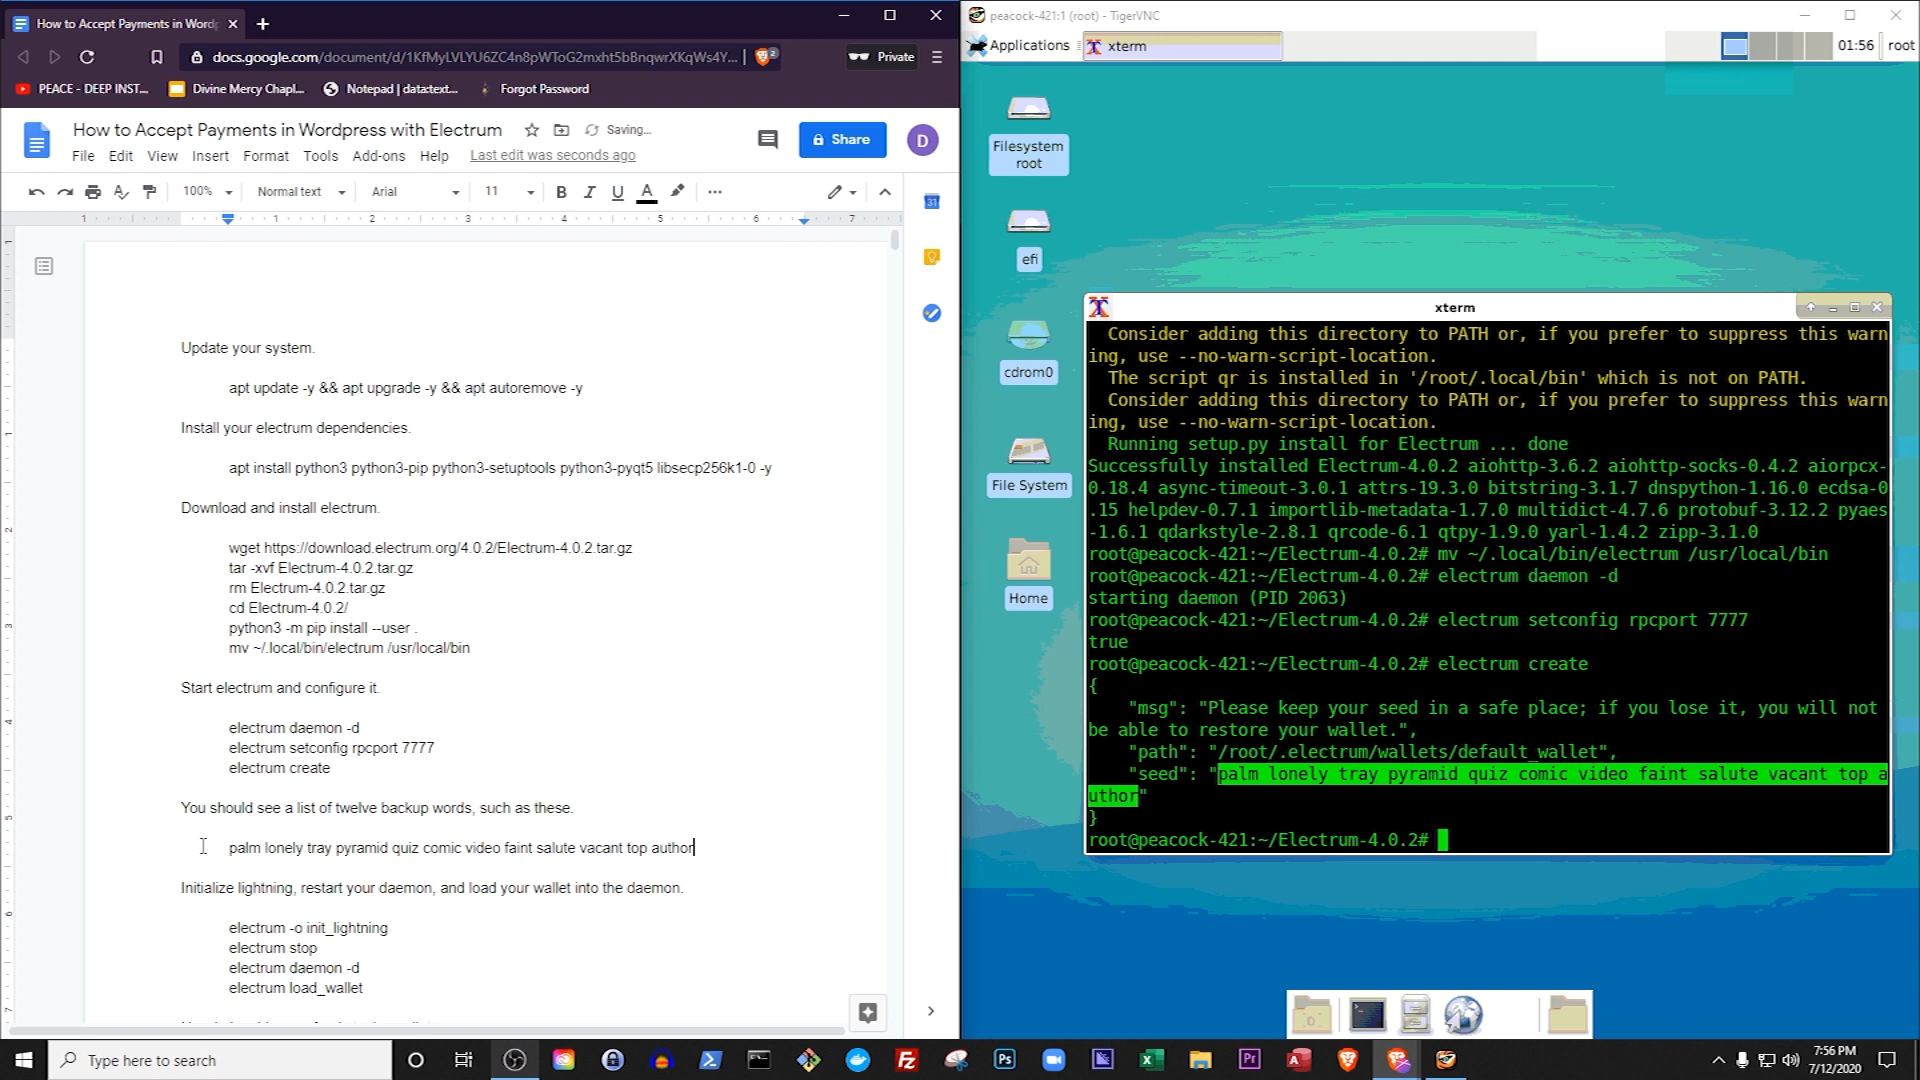 How to Accept Payments in Wordp
docs.google.com/document/d/1KfMyLVLYU6ZC4n8pWToG2mxht5bBnqwrXKqWs4Y...
2
Private
PEACE - DEEP INST...
Divine Mercy Chapl...
Notepad | data:text...
Forgot Password
How to Accept Payments in Wordpress with Electrum
Saving...
Share
D
File Edit View Insert Format Tools Add-ons Help
Last edit was seconds ago
100%
Normal text
Arial
11
B I U A
31
1 1 2 3 4 5 6 7
Update your system.
apt update -y && apt upgrade -y && apt autoremove -y
Install your electrum dependencies.
apt install python3 python3-pip python3-setuptools python3-pyqt5 libsecp256k1-0 -y
Download and install electrum.
wget https://download.electrum.org/4.0.2/Electrum-4.0.2.tar.gz
tar -xvf Electrum-4.0.2.tar.gz
rm Electrum-4.0.2.tar.gz
cd Electrum-4.0.2/
python3 -m pip install --user .
mv ~/.local/bin/electrum /usr/local/bin
Start electrum and configure it.
electrum daemon -d
electrum setconfig rpcport 7777
electrum create
You should see a list of twelve backup words, such as these.
palm lonely tray pyramid quiz comic video faint salute vacant top author
Initialize lightning, restart your daemon, and load your wallet into the daemon.
electrum -o init_lightning
electrum stop
electrum daemon -d
electrum load_wallet
peacock-421:1 (root) - TigerVNC
Applications
xterm
01:56
root
Filesystem root
efi
cdrom0
File System
Home
xterm
Consider adding this directory to PATH or, if you prefer to suppress this warn
ing, use --no-warn-script-location.
The script qr is installed in '/root/.local/bin' which is not on PATH.
Consider adding this directory to PATH or, if you prefer to suppress this warn
ing, use --no-warn-script-location.
Running setup.py install for Electrum ... done
Successfully installed Electrum-4.0.2 aiohttp-3.6.2 aiohttp-socks-0.4.2 aiorpcx-
0.18.4 async-timeout-3.0.1 attrs-19.3.0 bitstring-3.1.7 dnspython-1.16.0 ecdsa-0
.15 helpdev-0.7.1 importlib-metadata-1.7.0 multidict-4.7.6 protobuf-3.12.2 pyaes
-1.6.1 qdarkstyle-2.8.1 qrcode-6.1 qtpy-1.9.0 yarl-1.4.2 zipp-3.1.0
root@peacock-421:~/Electrum-4.0.2# mv ~/.local/bin/electrum /usr/local/bin
root@peacock-421:~/Electrum-4.0.2# electrum daemon -d
starting daemon (PID 2063)
root@peacock-421:~/Electrum-4.0.2# electrum setconfig rpcport 7777
true
root@peacock-421:~/Electrum-4.0.2# electrum create
{
"msg": "Please keep your seed in a safe place; if you lose it, you will not
be able to restore your wallet.",
"path": "/root/.electrum/wallets/default_wallet",
"seed": "palm lonely tray pyramid quiz comic video faint salute vacant top a
uthor"
}
root@peacock-421:~/Electrum-4.0.2#
Type here to search
Ps
Pr
7:56 PM
7/12/2020